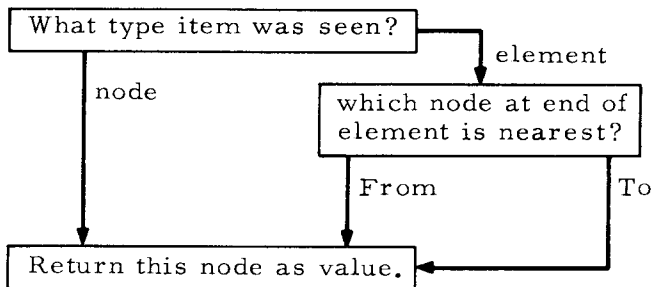 What type item was seen?
element
node
which node at end of
element is nearest?
From
To
Return this node as value.